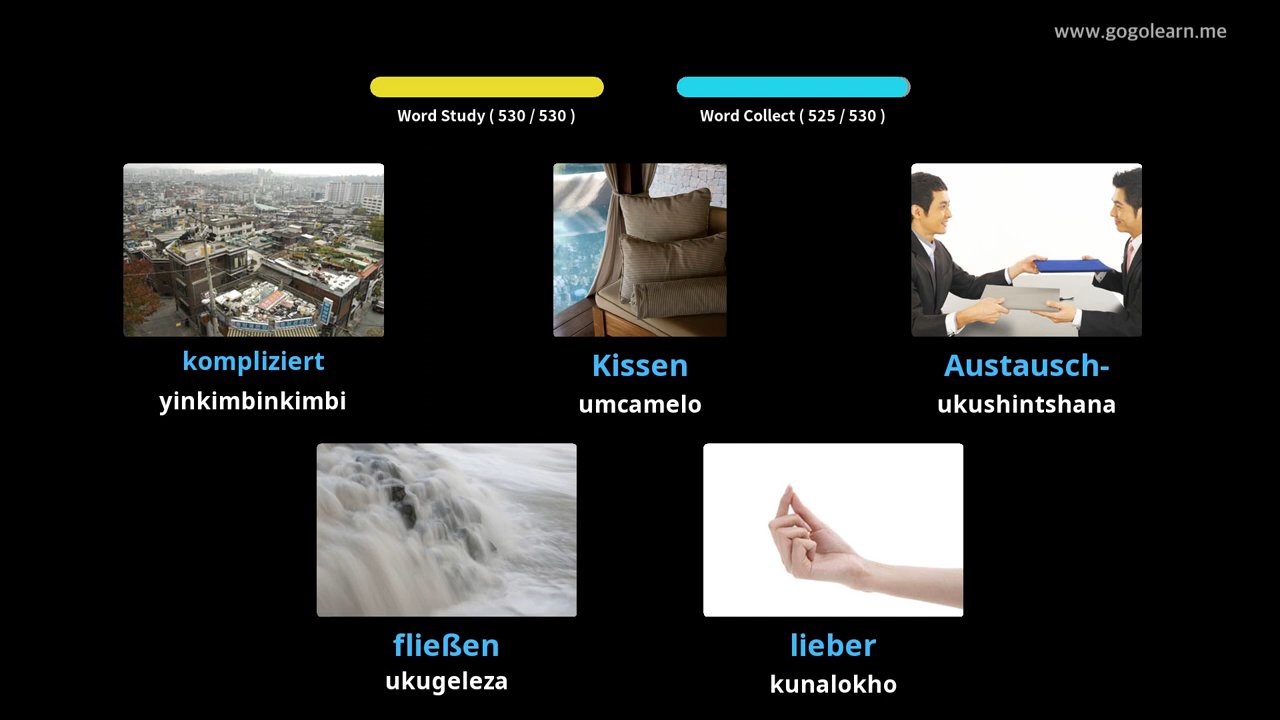 www.gogolearn.me
Word Study ( 530 / 530 )
Word Collect ( 525 / 530 )
kompliziert
yinkimbinkimbi
Kissen
umcamelo
Austausch-
ukushintshana
fließen
ukugeleza
lieber
kunalokho